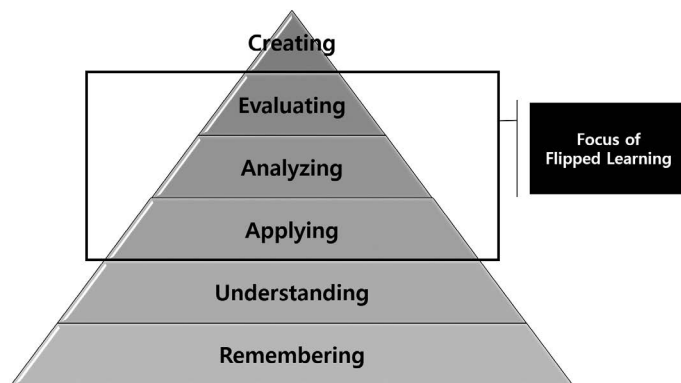 Creating
Evaluating
Analyzing
Applying
Understanding
Remembering
Focus of
Flipped Learning